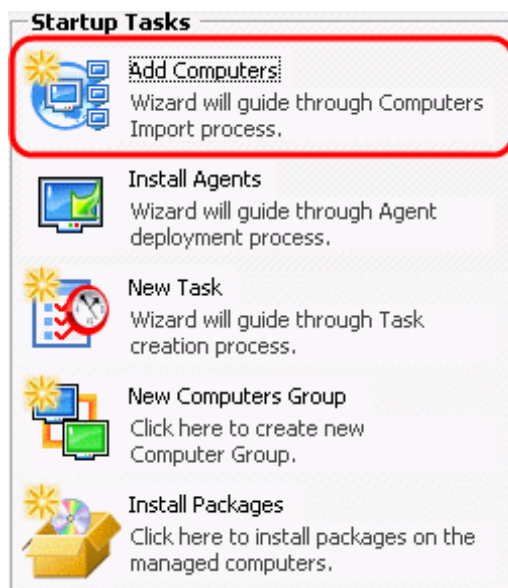 Startup Tasks
Add Computers
Wizard will guide through Computers
Import process.
Install Agents
Wizard will guide through Agent
deployment process.
New Task
Wizard will guide through Task
creation process.
New Computers Group
Click here to create new
Computer Group.
Install Packages
Click here to install packages on the
managed computers.